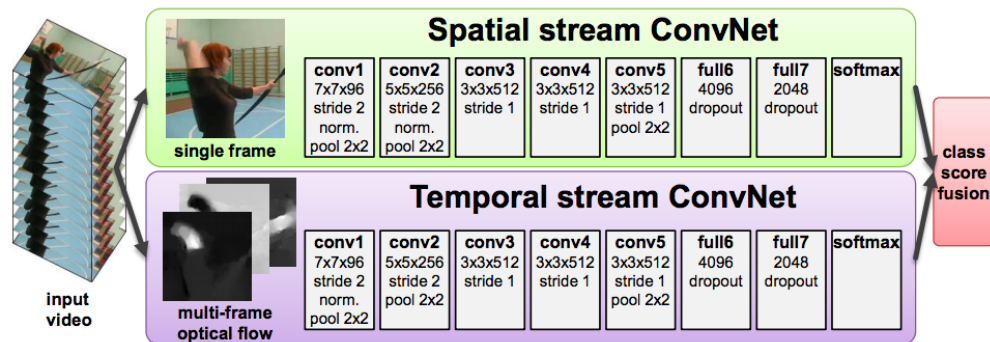 Spatial stream ConvNet
conv1
7x7x96
stride 2
norm.
pool 2x2
conv2
5x5x256
stride 2
norm.
pool 2x2
conv3
3x3x512
stride 1
conv4
3x3x512
stride 1
conv5
3x3x512
stride 1
pool 2x2
full6
4096
dropout
full7
2048
dropout
softmax
single frame
Temporal stream ConvNet
conv1
7x7x96
stride 2
norm.
pool 2x2
conv2
5x5x256
stride 2
pool 2x2
conv3
3x3x512
stride 1
conv4
3x3x512
stride 1
conv5
3x3x512
stride 1
pool 2x2
full6
4096
dropout
full7
2048
dropout
softmax
multi-frame
optical flow
input
video
class
score
fusion